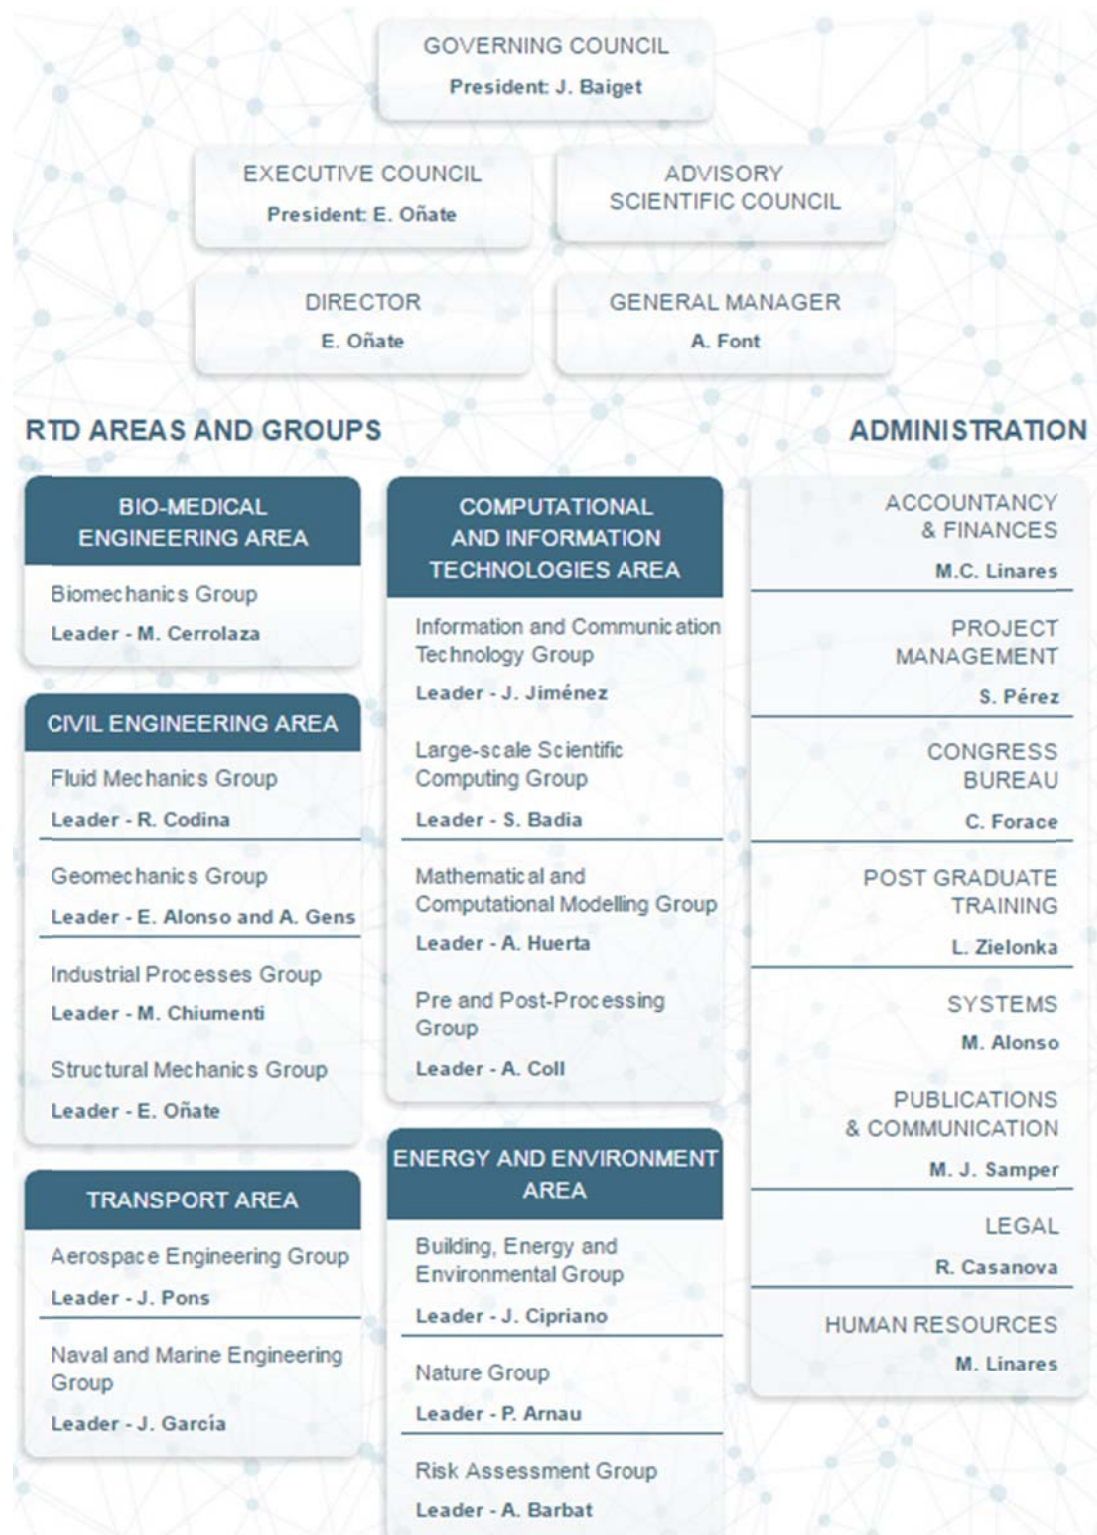 GOVERNING COUNCIL
President: J. Baiget
EXECUTIVE COUNCIL
President: E. Oñate
ADVISORY
SCIENTIFIC COUNCIL
DIRECTOR
E. Oñate
GENERAL MANAGER
A. Font
RTD AREAS AND GROUPS
BIO-MEDICAL
ENGINEERING AREA
Biomechanics Group
Leader - M. Cerrolaza
CIVIL ENGINEERING AREA
Fluid Mechanics Group
Leader - R. Codina
Geomechanics Group
Leader - E. Alonso and A. Gens
Industrial Processes Group
Leader - M. Chiumenti
Structural Mechanics Group
Leader - E. Oñate
TRANSPORT AREA
Aerospace Engineering Group
Leader - J. Pons
Naval and Marine Engineering
Group
Leader - J. García
COMPUTATIONAL
AND INFORMATION
TECHNOLOGIES AREA
Information and Communication
Technology Group
Leader - J. Jiménez
Large-scale Scientific
Computing Group
Leader - S. Badia
Mathematical and
Computational Modelling Group
Leader - A. Huerta
Pre and Post-Processing
Group
Leader - A. Coll
ENERGY AND ENVIRONMENT
AREA
Building, Energy and
Environmental Group
Leader - J. Cipriano
Nature Group
Leader - P. Arnau
Risk Assessment Group
Leader - A. Barbat
ADMINISTRATION
ACCOUNTANCY
& FINANCES
M.C. Linares
PROJECT
MANAGEMENT
S. Pérez
CONGRESS
BUREAU
C. Forace
POST GRADUATE
TRAINING
L. Zielonka
SYSTEMS
M. Alonso
PUBLICATIONS
& COMMUNICATION
M. J. Samper
LEGAL
R. Casanova
HUMAN RESOURCES
M. Linares